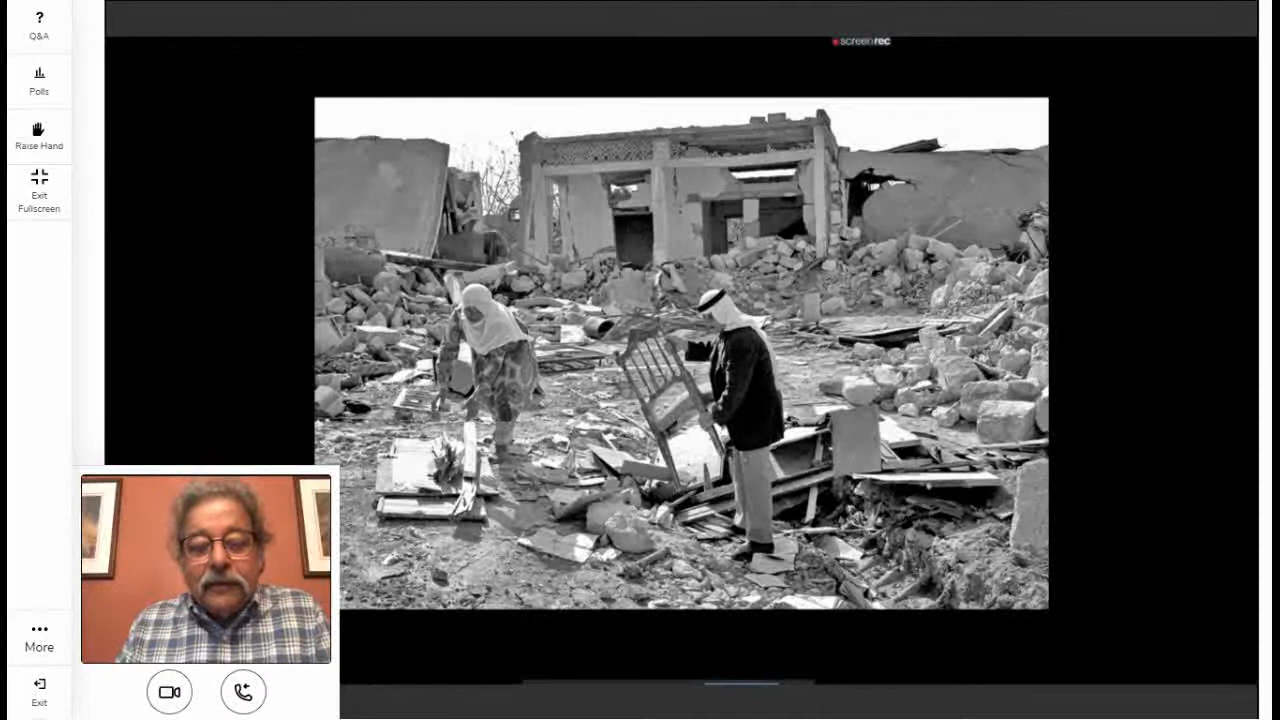 ?
Q&A
Polls
Raise Hand
Exit
Fullscreen
More
Exit
screenrec